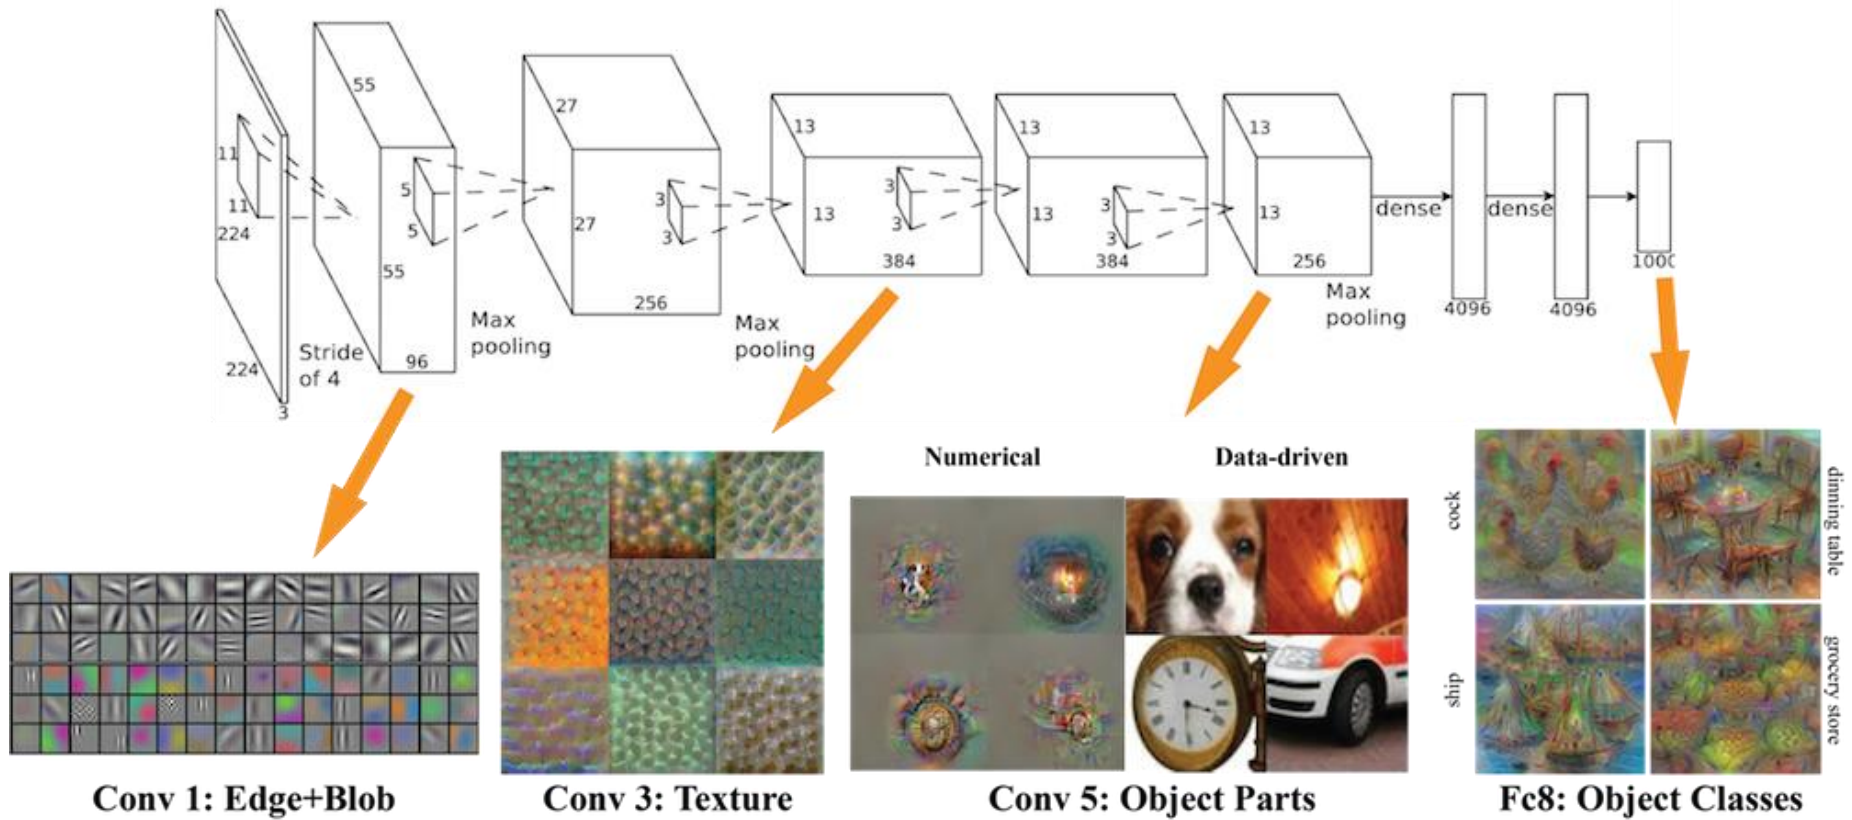 55
27
13
13
13
11
5
3
3
3
11
5
3
3
3
224
55
27
13
13
13
dense
dense
384
384
256
1000
256
Max
pooling
Max
pooling
Max
pooling
4096
4096
Stride
of 4
224
96
3
Numerical
Data-driven
cock
dinning table
ship
grocery store
Conv 1: Edge+Blob
Conv 3: Texture
Conv 5: Object Parts
Fc8: Object Classes